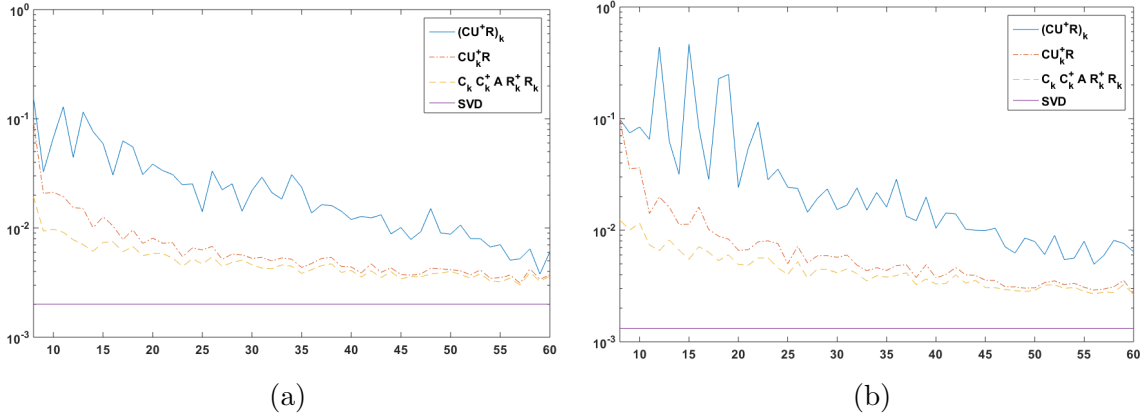 10^0
10^-1
10^-2
10^-3
10 15 20 25 30 35 40 45 50 55 60
(CU^+R)_k
CU_k^+R
C_k C_k^+ A R_k^+ R_k
SVD
(a)
10^0
10^-1
10^-2
10^-3
10 15 20 25 30 35 40 45 50 55 60
(CU^+R)_k
CU_k^+R
C_k C_k^+ A R_k^+ R_k
SVD
(b)